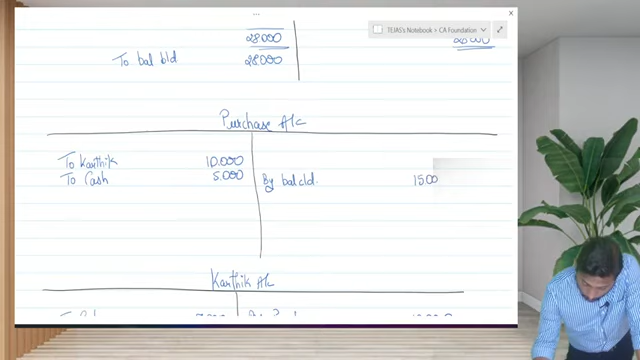 TEJAS's Notebook > CA Foundation
28000
To bal b/d 28000
Purchase A/c
To Karthik 10.000
To Cash 5.000 By bal c/d. 1500
Karthik A/c